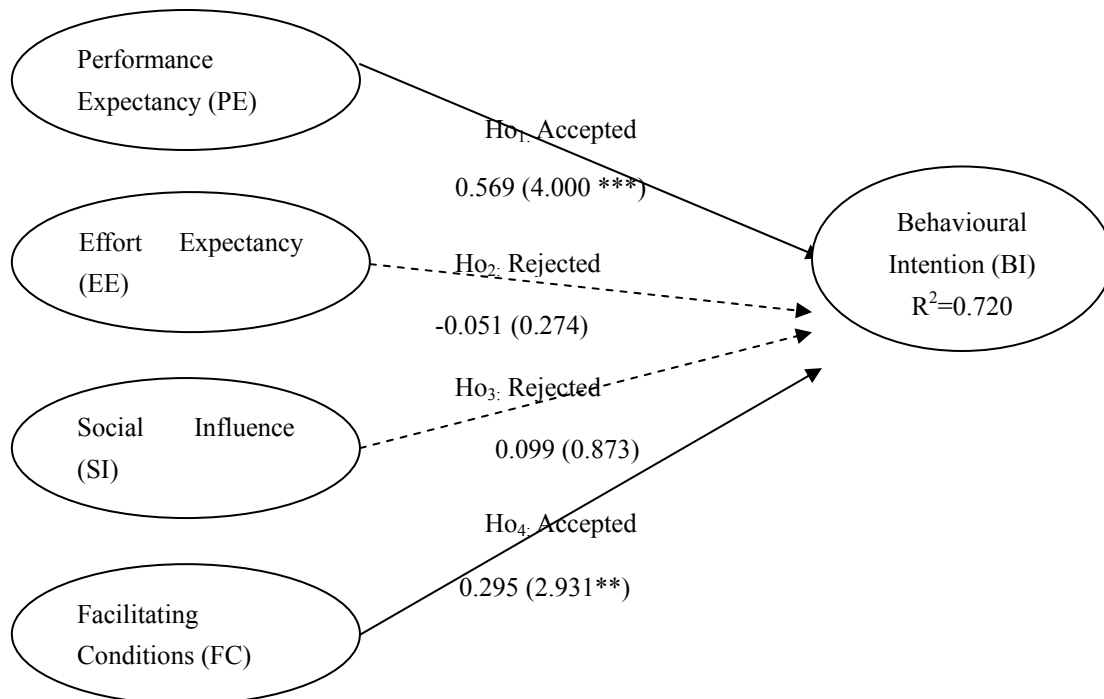 Performance
Expectancy (PE)
Ho1: Accepted
0.569 (4.000 ***)
Effort Expectancy
(EE)
Ho2: Rejected
-0.051 (0.274)
Behavioural
Intention (BI)
R²=0.720
Social Influence
(SI)
Ho3: Rejected
0.099 (0.873)
Ho4: Accepted
0.295 (2.931**)
Facilitating
Conditions (FC)